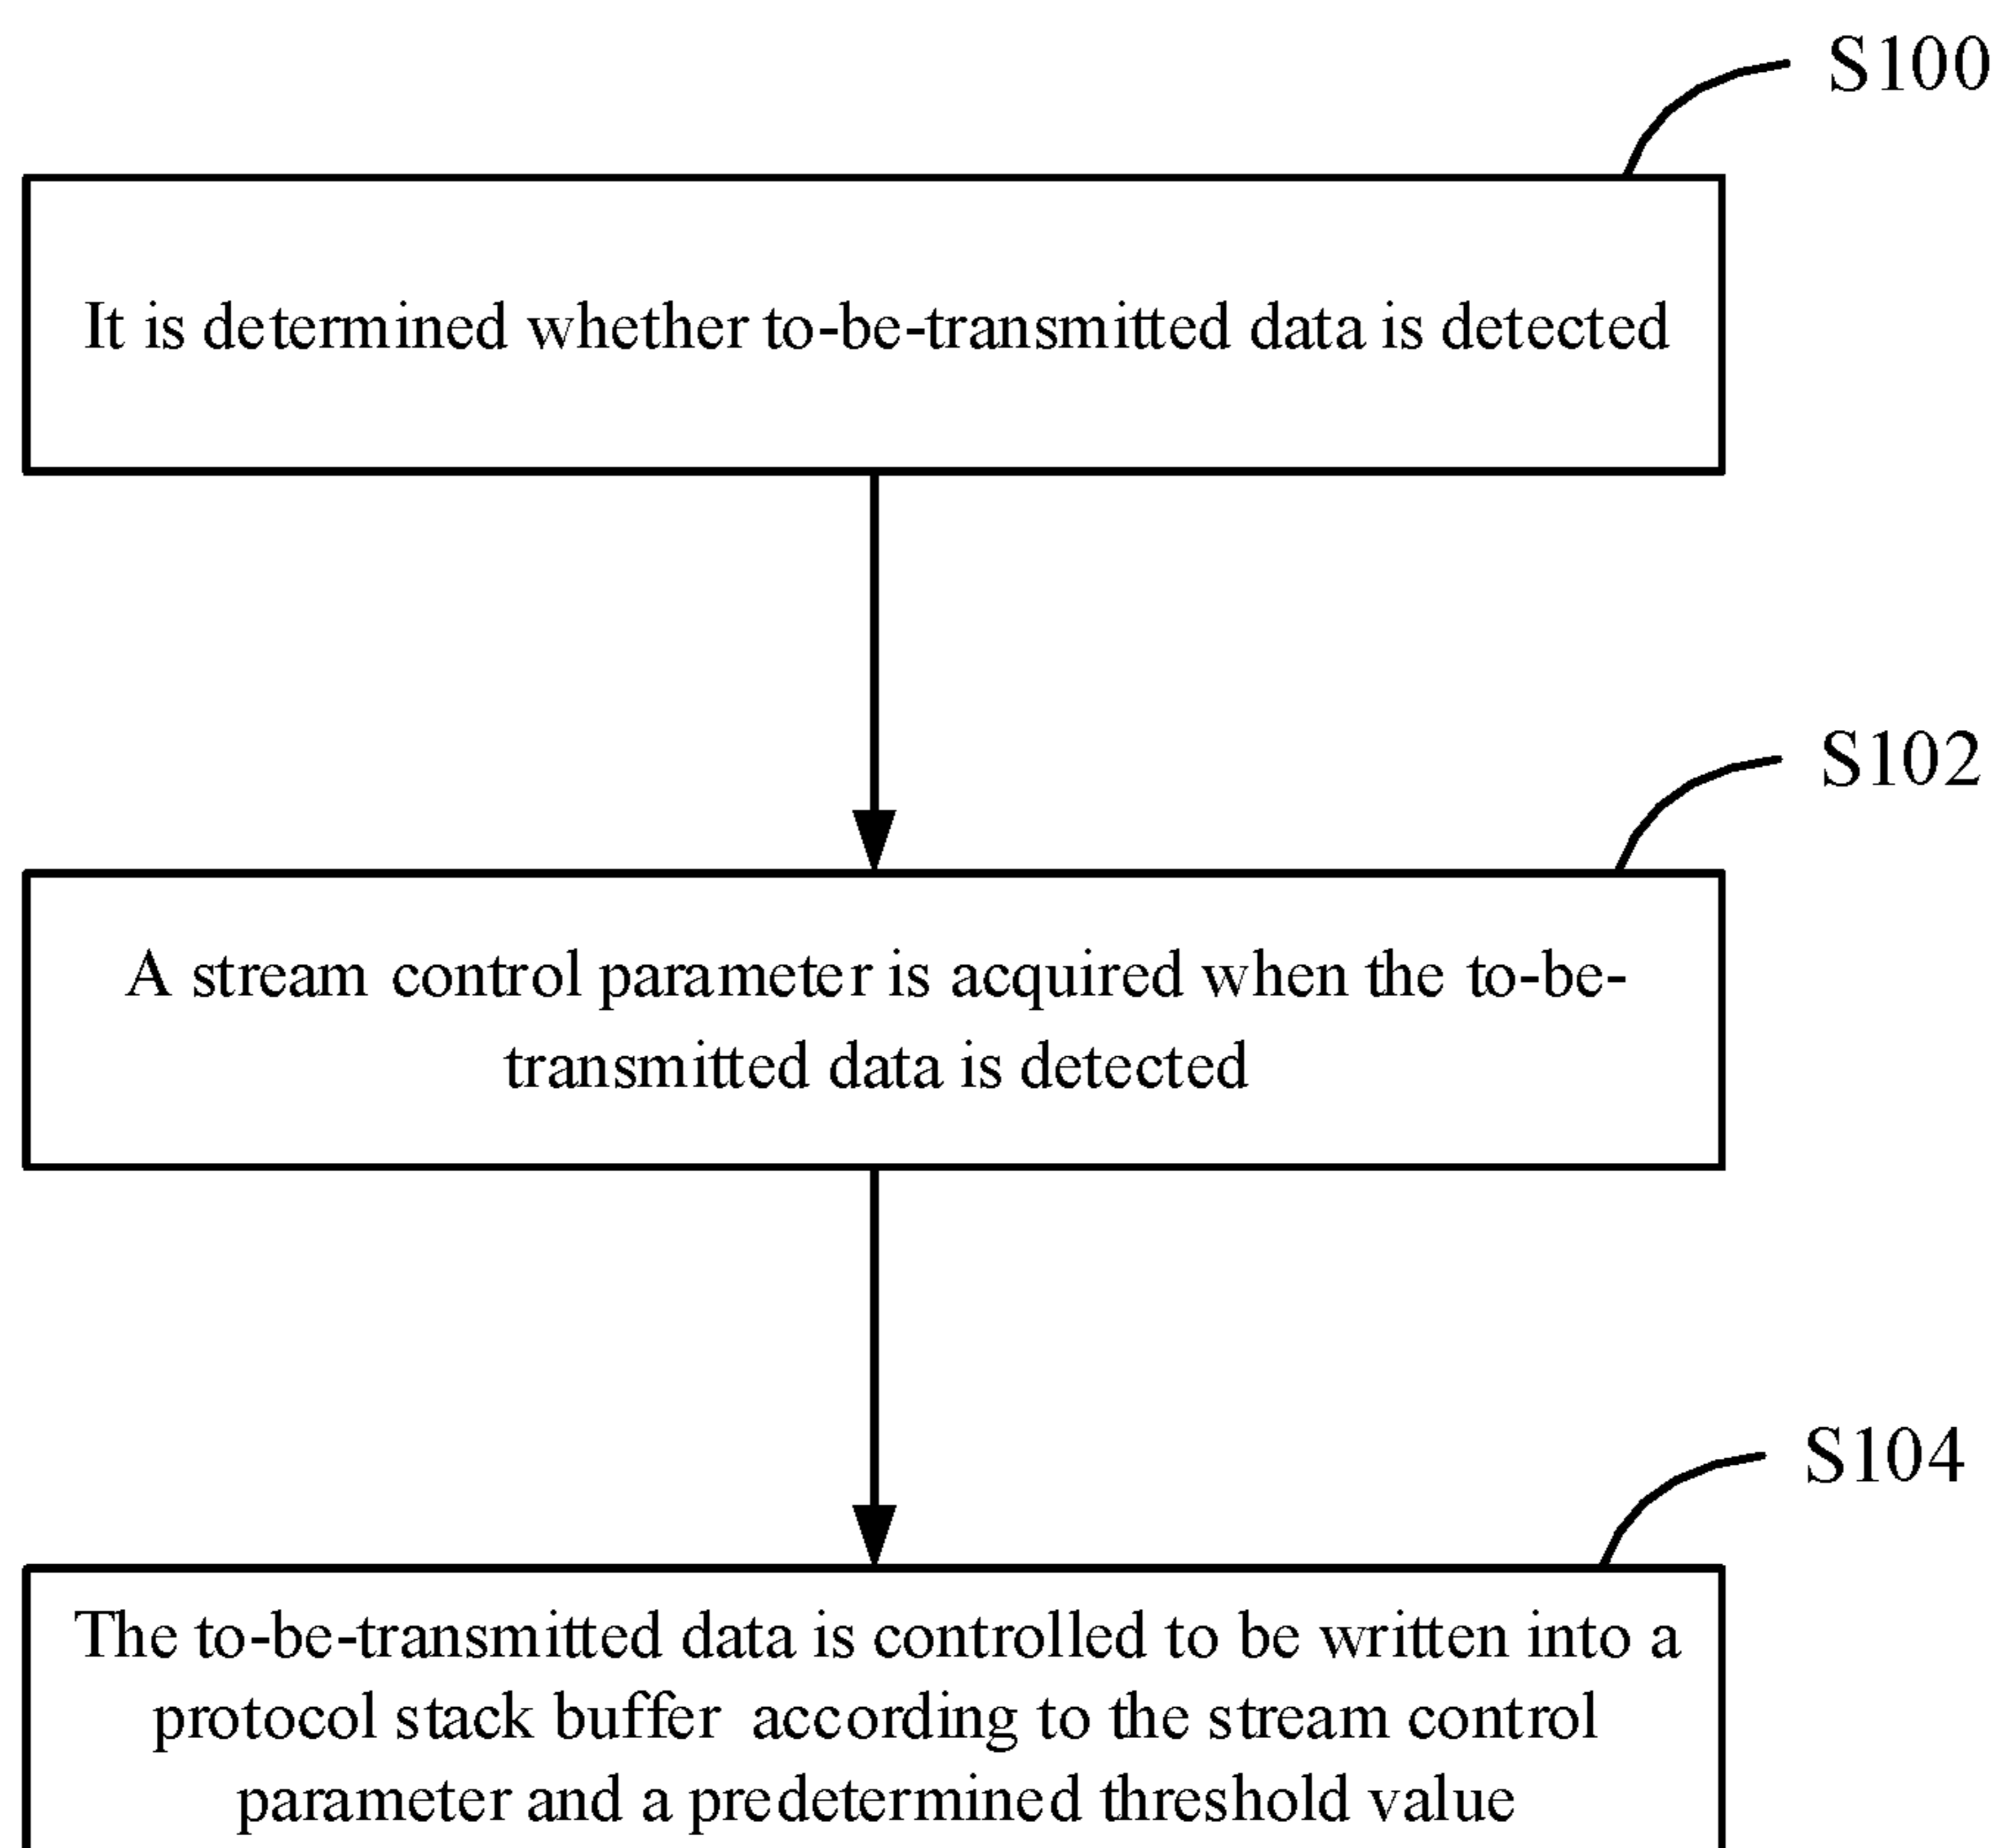 S100
It is determined whether to-be-transmitted data is detected
S102
A stream control parameter is acquired when the to-be-
transmitted data is detected
S104
The to-be-transmitted data is controlled to be written into a
protocol stack buffer according to the stream control
parameter and a predetermined threshold value